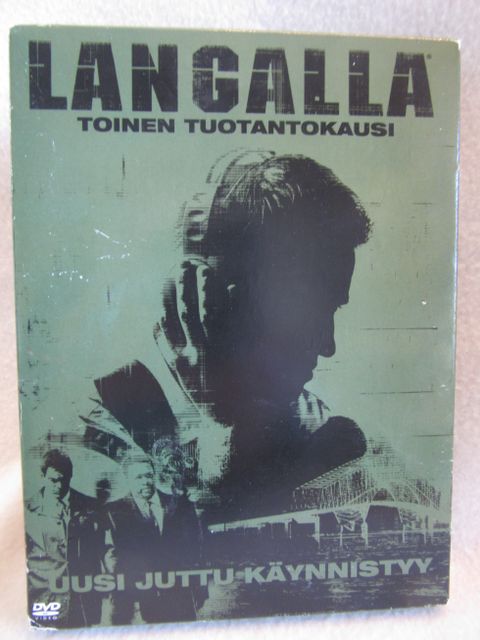 LANGALLA®
TOINEN TUOTANTOKAUSI
UUSI JUTTU KÄYNNISTYY
DVD
VIDEO